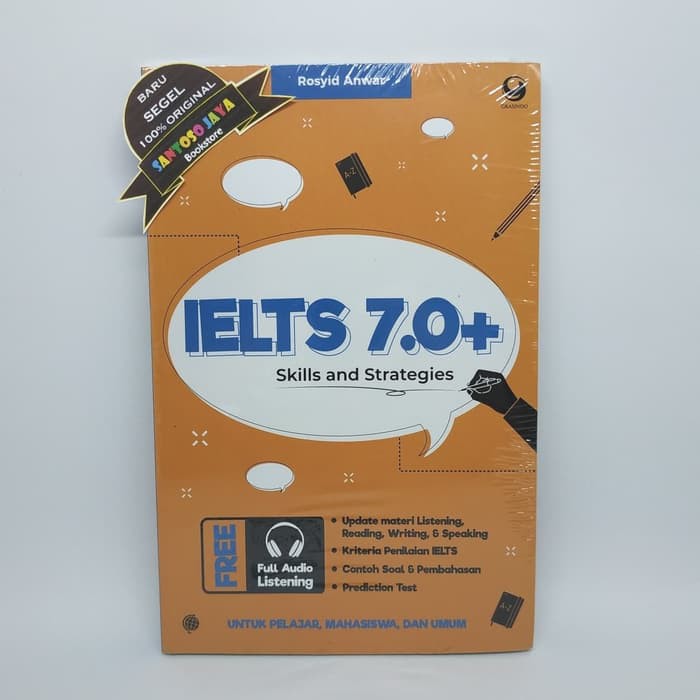 BARU
SEGEL
100% ORIGINAL
SANTOSO JAYA
Bookstore
Rosyid Anwar
GRASINDO
A-Z
IELTS 7.0+
Skills and Strategies
FREE
Full Audio
Listening
• Update materi Listening,
Reading, Writing, & Speaking
• Kriteria Penilaian IELTS
• Contoh Soal & Pembahasan
• Prediction Test
A-Z
UNTUK PELAJAR, MAHASISWA, DAN UMUM